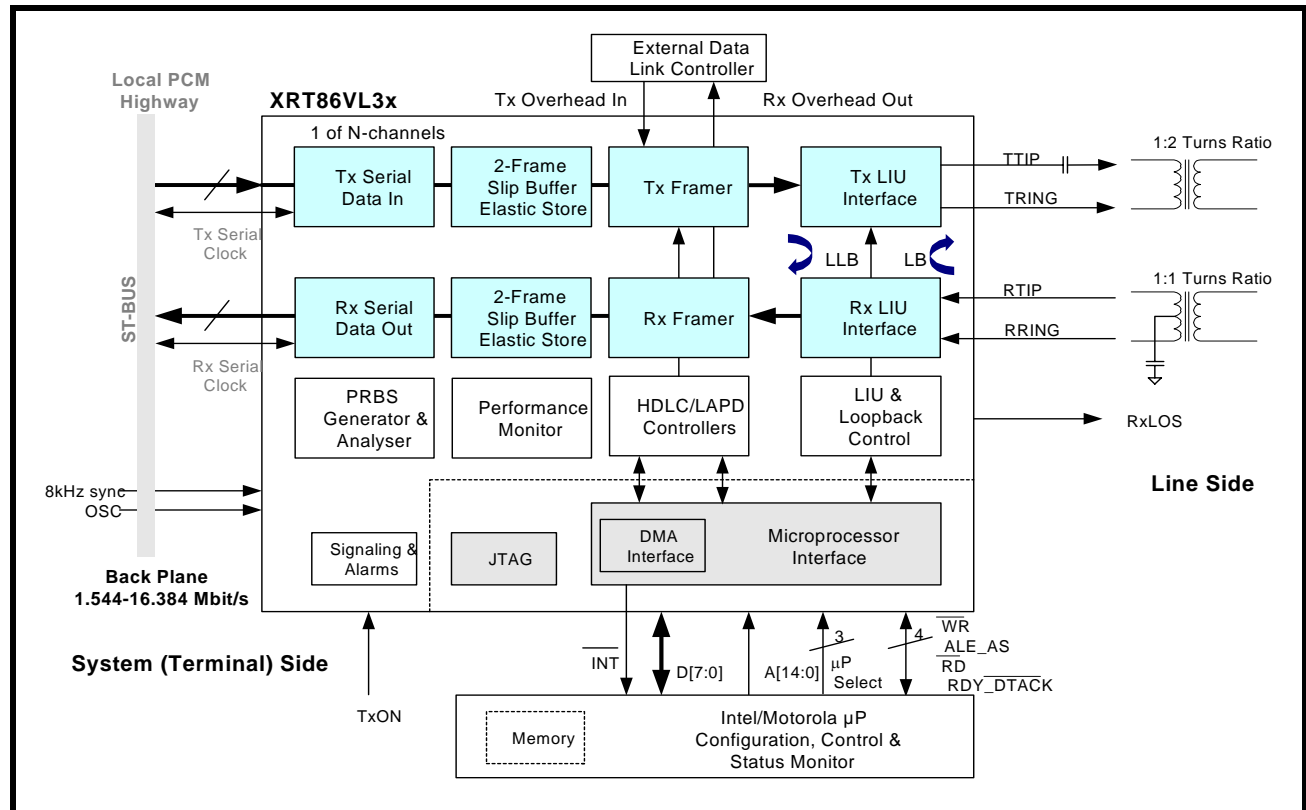 External Data
Link Controller
Local PCM
Highway
XRT86VL3x
Tx Overhead In
Rx Overhead Out
1 of N-channels
Tx Serial
Data In
2-Frame
Slip Buffer
Elastic Store
Tx Framer
Tx LIU
Interface
TTIP
TRING
1:2 Turns Ratio
Tx Serial
Clock
LLB
LB
ST-BUS
Rx Serial
Data Out
2-Frame
Slip Buffer
Elastic Store
Rx Framer
Rx LIU
Interface
RTIP
RRING
1:1 Turns Ratio
Rx Serial
Clock
PRBS
Generator &
Analyser
Performance
Monitor
HDLC/LAPD
Controllers
LIU &
Loopback
Control
RxLOS
Line Side
8kHz sync
OSC
Signaling &
Alarms
JTAG
DMA
Interface
Microprocessor
Interface
Back Plane
1.544-16.384 Mbit/s
System (Terminal) Side
TxON
INT
D[7:0]
A[14:0]
3
µP
Select
4
WR
ALE_AS
RD
RDY_DTACK
Memory
Intel/Motorola µP
Configuration, Control &
Status Monitor